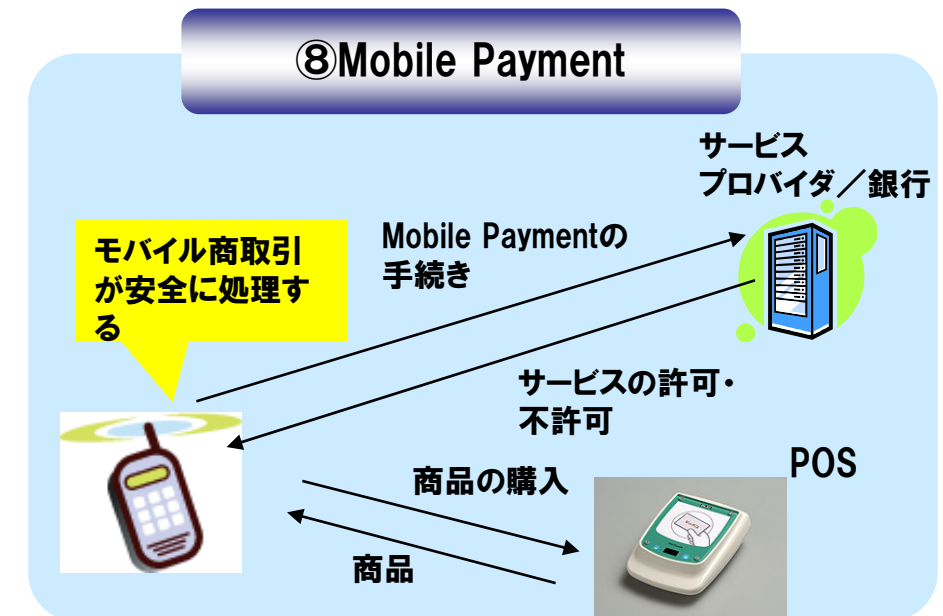 ⑧Mobile Payment
サービス
プロバイダ／銀行
Mobile Paymentの
手続き
モバイル商取引
が安全に処理す
る
サービスの許可・
不許可
POS
商品の購入
商品